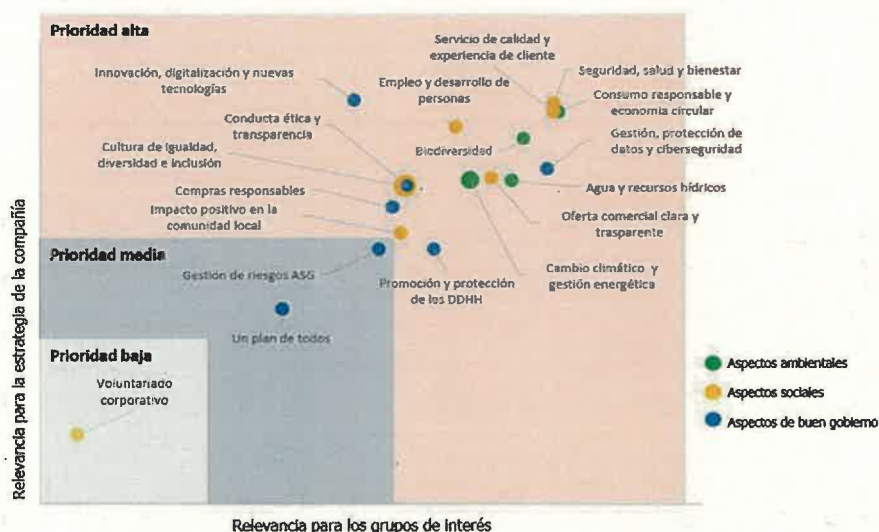 Prioridad alta
Servicio de calidad y
experiencia de cliente
Innovación, digitalización y nuevas
tecnologías
Empleo y desarrollo de
personas
Seguridad, salud y bienestar
Consumo responsable y
economía circular
Conducta ética y
transparencia
Biodiversidad
Gestión, protección de
datos y ciberseguridad
Cultura de igualdad,
diversidad e inclusión
Compras responsables
Agua y recursos hídricos
Impacto positivo en la
comunidad local
Oferta comercial clara y
trasparente
Prioridad media
Gestión de riesgos ASG
Promoción y protección
de los DDHH
Cambio climático y
gestión energética
Un plan de todos
Prioridad baja
Voluntariado
corporativo
Aspectos ambientales
Aspectos sociales
Aspectos de buen gobierno
Relevancia para la estrategia de la compañía
Relevancia para los grupos de interés